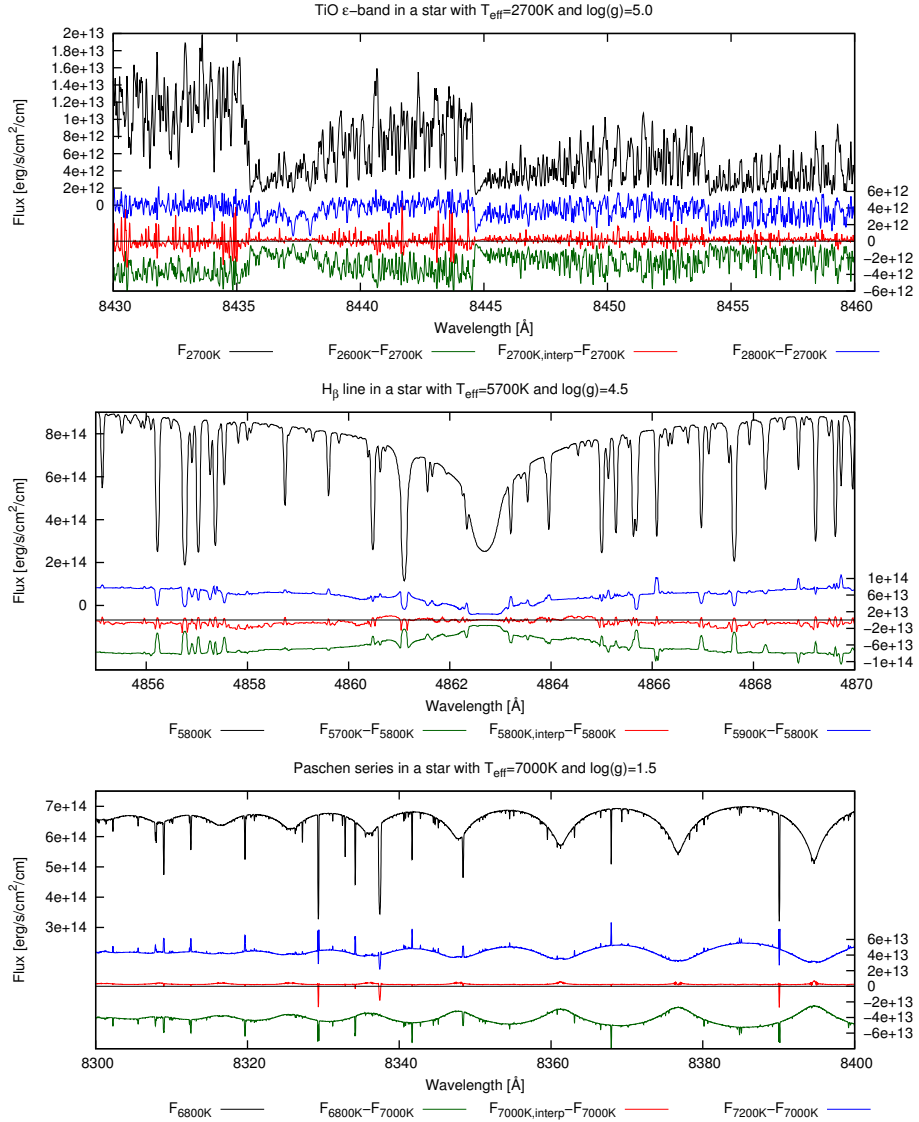 TiO ε-band in a star with T_eff=2700K and log(g)=5.0
Flux [erg/s/cm²/cm]
2e+13
1.8e+13
1.6e+13
1.4e+13
1.2e+13
1e+13
8e+12
6e+12
4e+12
2e+12
0
6e+12
4e+12
2e+12
0
−2e+12
−4e+12
−6e+12
8430 8435 8440 8445 8450 8455 8460
Wavelength [Å]
F_2700K F_2600K−F_2700K F_2700K,interp−F_2700K F_2800K−F_2700K
H_β line in a star with T_eff=5700K and log(g)=4.5
Flux [erg/s/cm²/cm]
8e+14
6e+14
4e+14
2e+14
0
1e+14
6e+13
2e+13
−2e+13
−6e+13
−1e+14
4856 4858 4860 4862 4864 4866 4868 4870
Wavelength [Å]
F_5800K F_5700K−F_5800K F_5800K,interp−F_5800K F_5900K−F_5800K
Paschen series in a star with T_eff=7000K and log(g)=1.5
Flux [erg/s/cm²/cm]
7e+14
6e+14
5e+14
4e+14
3e+14
6e+13
4e+13
2e+13
0
−2e+13
−4e+13
−6e+13
8300 8320 8340 8360 8380 8400
Wavelength [Å]
F_6800K F_6800K−F_7000K F_7000K,interp−F_7000K F_7200K−F_7000K